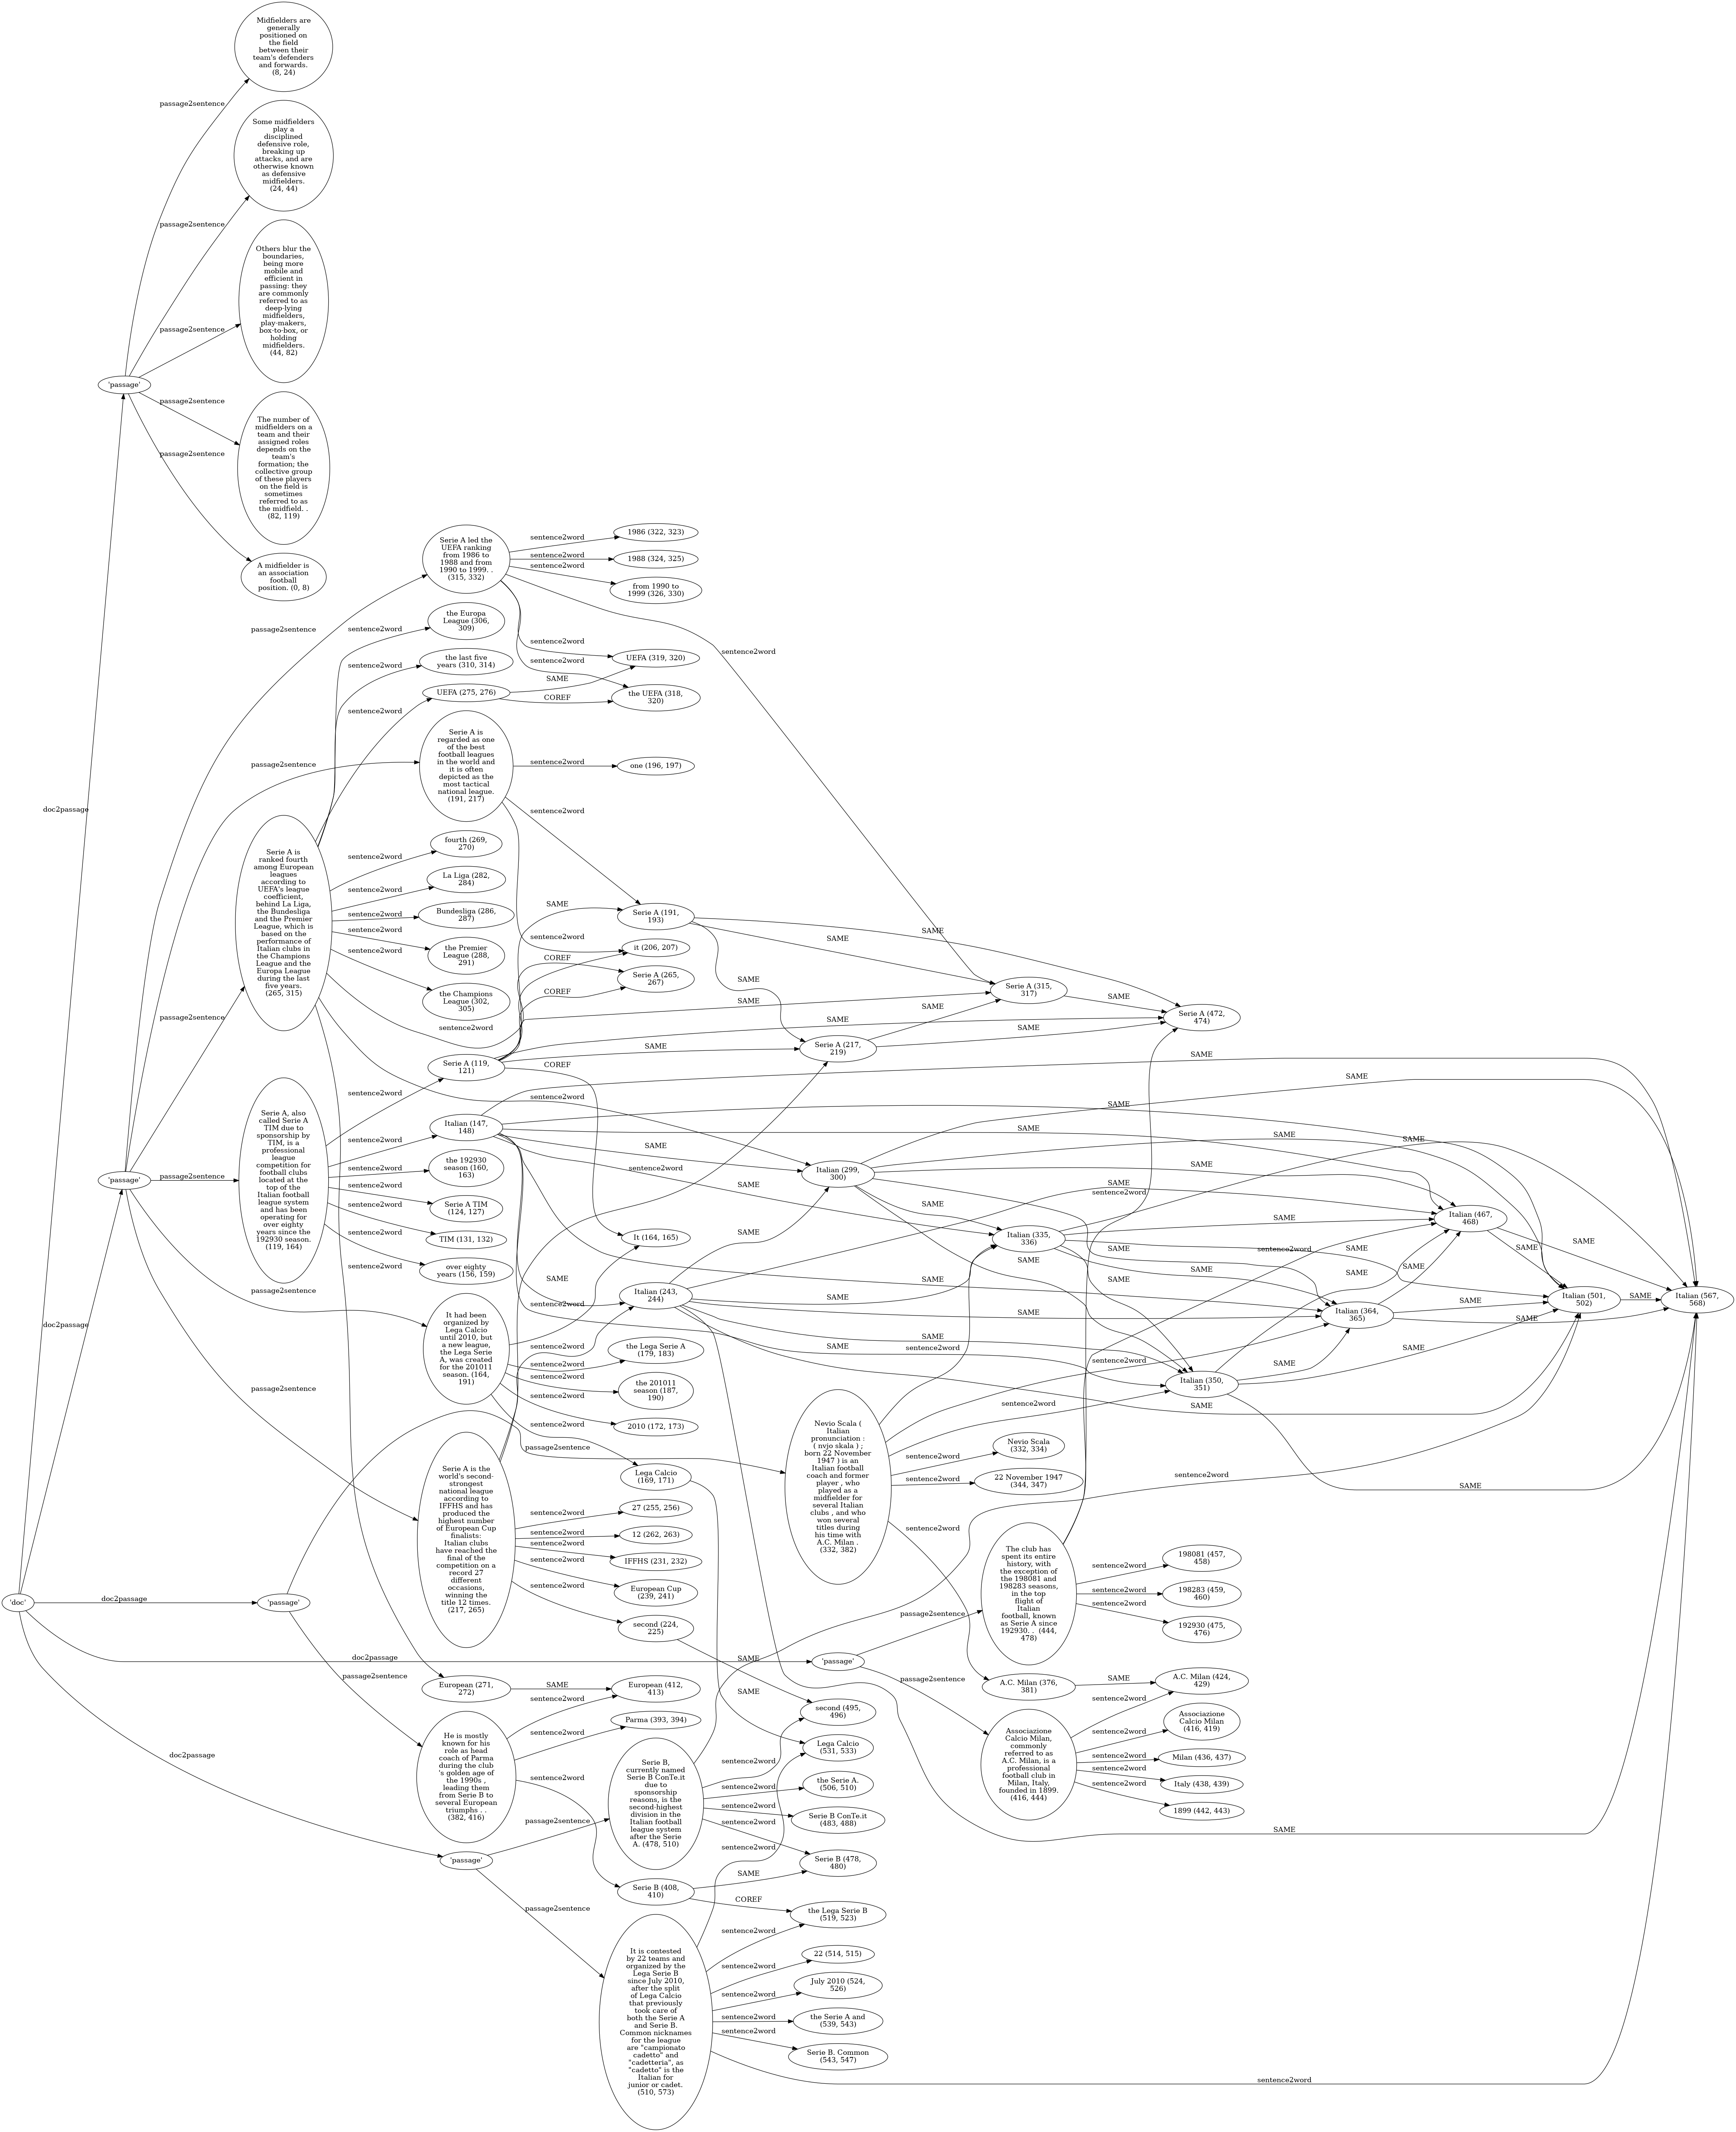 'doc'
doc2passage
doc2passage
doc2passage
doc2passage
doc2passage
'passage'
passage2sentence
passage2sentence
passage2sentence
passage2sentence
passage2sentence
Midfielders are
generally
positioned on
the field
between their
team's defenders
and forwards.
(8, 24)
Some midfielders
play a
disciplined
defensive role,
breaking up
attacks, and are
otherwise known
as defensive
midfielders.
(24, 44)
Others blur the
boundaries,
being more
mobile and
efficient in
passing: they
are commonly
referred to as
deep-lying
midfielders,
play-makers,
box-to-box, or
holding
midfielders.
(44, 82)
The number of
midfielders on a
team and their
assigned roles
depends on the
team's
formation; the
collective group
of these players
on the field is
sometimes
referred to as
the midfield. .
(82, 119)
A midfielder is
an association
football
position. (0, 8)
'passage'
passage2sentence
passage2sentence
passage2sentence
passage2sentence
passage2sentence
passage2sentence
Serie A led the
UEFA ranking
from 1986 to
1988 and from
1990 to 1999. .
(315, 332)
sentence2word
sentence2word
sentence2word
sentence2word
sentence2word
sentence2word
1986 (322, 323)
1988 (324, 325)
from 1990 to
1999 (326, 330)
UEFA (319, 320)
the UEFA (318,
320)
SAME
COREF
Serie A is
ranked fourth
among European
leagues
according to
UEFA's league
coefficient,
behind La Liga,
the Bundesliga
and the Premier
League, which is
based on the
performance of
Italian clubs in
the Champions
League and the
Europa League
during the last
five years.
(265, 315)
sentence2word
sentence2word
sentence2word
sentence2word
sentence2word
sentence2word
sentence2word
sentence2word
sentence2word
sentence2word
the Europa
League (306,
309)
the last five
years (310, 314)
UEFA (275, 276)
Serie A is
regarded as one
of the best
football leagues
in the world and
it is often
depicted as the
most tactical
national league.
(191, 217)
sentence2word
sentence2word
sentence2word
one (196, 197)
fourth (269,
270)
La Liga (282,
284)
Bundesliga (286,
287)
the Premier
League (288,
291)
the Champions
League (302,
305)
Serie A (191,
193)
it (206, 207)
Serie A (265,
267)
SAME
COREF
COREF
SAME
SAME
SAME
COREF
SAME
SAME
SAME
SAME
SAME
SAME
Serie A (315,
317)
Serie A (472,
474)
Serie A (217,
219)
Serie A (119,
121)
Serie A, also
called Serie A
TIM due to
sponsorship by
TIM, is a
professional
league
competition for
football clubs
located at the
top of the
Italian football
league system
and has been
operating for
over eighty
years since the
192930 season.
(119, 164)
sentence2word
sentence2word
sentence2word
sentence2word
sentence2word
sentence2word
Italian (147,
148)
the 192930
season (160,
163)
Serie A TIM
(124, 127)
TIM (131, 132)
over eighty
years (156, 159)
It (164, 165)
SAME
SAME
SAME
SAME
SAME
SAME
SAME
SAME
Italian (299,
300)
SAME
SAME
SAME
SAME
SAME
SAME
Italian (335,
336)
SAME
SAME
SAME
SAME
SAME
Italian (467,
468)
SAME
SAME
Italian (243,
244)
SAME
SAME
SAME
SAME
SAME
SAME
SAME
Italian (364,
365)
SAME
SAME
SAME
Italian (501,
502)
SAME
Italian (567,
568)
Italian (350,
351)
SAME
SAME
SAME
SAME
It had been
organized by
Lega Calcio
until 2010, but
a new league,
the Lega Serie
A, was created
for the 201011
season. (164,
191)
sentence2word
sentence2word
sentence2word
sentence2word
sentence2word
the Lega Serie A
(179, 183)
the 201011
season (187,
190)
2010 (172, 173)
Lega Calcio
(169, 171)
Serie A is the
world's second-
strongest
national league
according to
IFFHS and has
produced the
highest number
of European Cup
finalists:
Italian clubs
have reached the
final of the
competition on a
record 27
different
occasions,
winning the
title 12 times.
(217, 265)
sentence2word
sentence2word
sentence2word
sentence2word
sentence2word
sentence2word
sentence2word
27 (255, 256)
12 (262, 263)
IFFHS (231, 232)
European Cup
(239, 241)
second (224,
225)
SAME
SAME
'passage'
passage2sentence
passage2sentence
Nevio Scala (
Italian
pronunciation :
( nvjo skala ) ;
born 22 November
1947 ) is an
Italian football
coach and former
player , who
played as a
midfielder for
several Italian
clubs , and who
won several
titles during
his time with
A.C. Milan .
(332, 382)
sentence2word
sentence2word
sentence2word
sentence2word
sentence2word
sentence2word
Nevio Scala
(332, 334)
22 November 1947
(344, 347)
A.C. Milan (376,
381)
SAME
European (271,
272)
SAME
European (412,
413)
He is mostly
known for his
role as head
coach of Parma
during the club
's golden age of
the 1990s ,
leading them
from Serie B to
several European
triumphs . .
(382, 416)
sentence2word
sentence2word
sentence2word
Parma (393, 394)
Serie B (408,
410)
SAME
COREF
'passage'
passage2sentence
passage2sentence
The club has
spent its entire
history, with
the exception of
the 198081 and
198283 seasons,
in the top
flight of
Italian
football, known
as Serie A since
192930. .  (444,
478)
sentence2word
sentence2word
sentence2word
sentence2word
sentence2word
198081 (457,
458)
198283 (459,
460)
192930 (475,
476)
Associazione
Calcio Milan,
commonly
referred to as
A.C. Milan, is a
professional
football club in
Milan, Italy,
founded in 1899.
(416, 444)
sentence2word
sentence2word
sentence2word
sentence2word
sentence2word
A.C. Milan (424,
429)
Associazione
Calcio Milan
(416, 419)
Milan (436, 437)
Italy (438, 439)
1899 (442, 443)
'passage'
passage2sentence
passage2sentence
Serie B,
currently named
Serie B ConTe.it
due to
sponsorship
reasons, is the
second-highest
division in the
Italian football
league system
after the Serie
A. (478, 510)
sentence2word
sentence2word
sentence2word
sentence2word
sentence2word
second (495,
496)
Lega Calcio
(531, 533)
the Serie A.
(506, 510)
Serie B ConTe.it
(483, 488)
Serie B (478,
480)
the Lega Serie B
(519, 523)
It is contested
by 22 teams and
organized by the
Lega Serie B
since July 2010,
after the split
of Lega Calcio
that previously
took care of
both the Serie A
and Serie B.
Common nicknames
for the league
are "campionato
cadetto" and
"cadetteria", as
"cadetto" is the
Italian for
junior or cadet.
(510, 573)
sentence2word
sentence2word
sentence2word
sentence2word
sentence2word
sentence2word
sentence2word
22 (514, 515)
July 2010 (524,
526)
the Serie A and
(539, 543)
Serie B. Common
(543, 547)